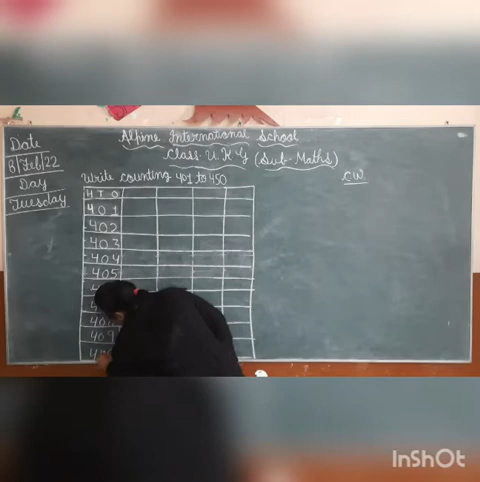 Alpine International School
Class U.K.G (Sub-Maths)
Date
8/Feb/22
Day
Tuesday
C.W
Write counting 401 to 450
H T O
401
402
403
404
405
409
InShOt